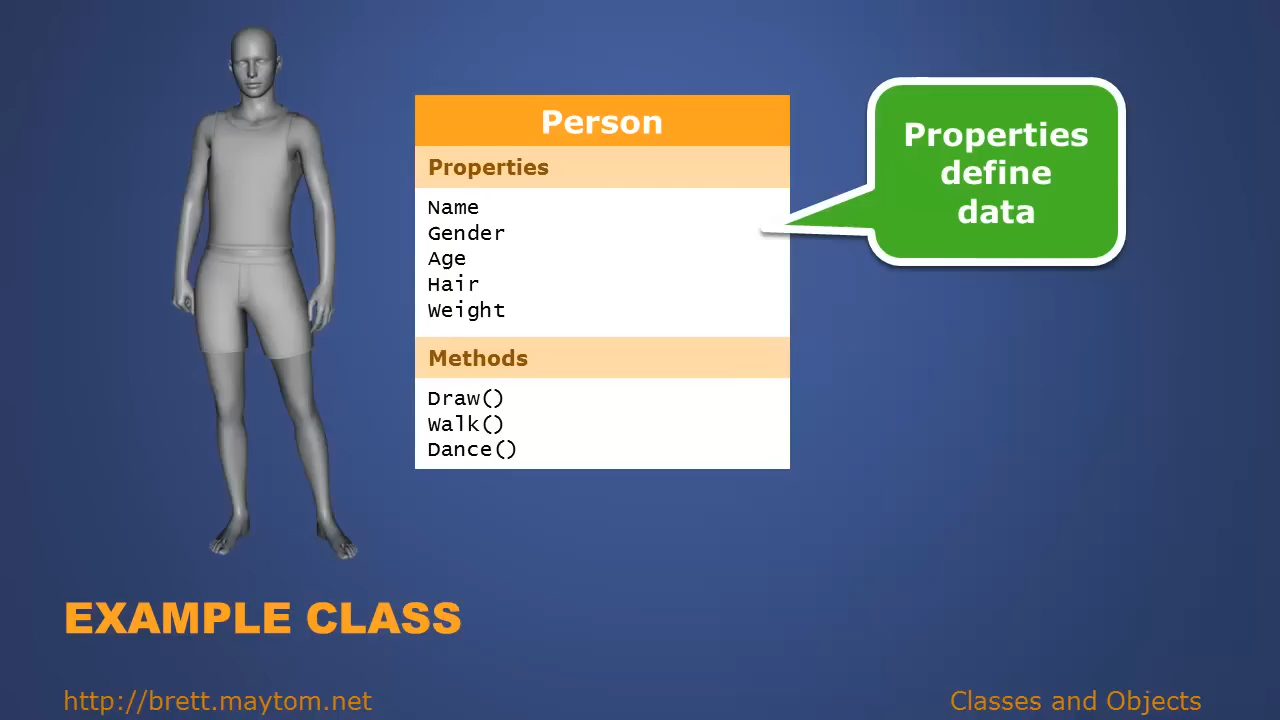 Person
Properties
Name
Gender
Age
Hair
Weight
Methods
Draw()
Walk()
Dance()
Properties
define
data
EXAMPLE CLASS
http://brett.maytom.net
Classes and Objects